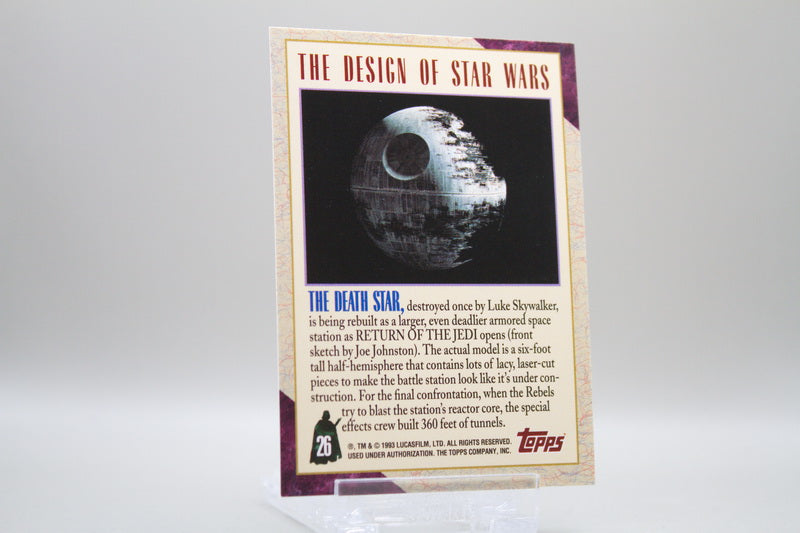 THE DESIGN OF STAR WARS
THE DEATH STAR, destroyed once by Luke Skywalker,
is being rebuilt as a larger, even deadlier armored space
station as RETURN OF THE JEDI opens (front
sketch by Joe Johnston). The actual model is a six-foot
tall half-hemisphere that contains lots of lacy, laser-cut
pieces to make the battle station look like it's under con-
struction. For the final confrontation, when the Rebels
try to blast the station's reactor core, the special
effects crew built 360 feet of tunnels.
26
®, TM & © 1993 LUCASFILM, LTD. ALL RIGHTS RESERVED.
USED UNDER AUTHORIZATION. THE TOPPS COMPANY, INC.
TOPPS